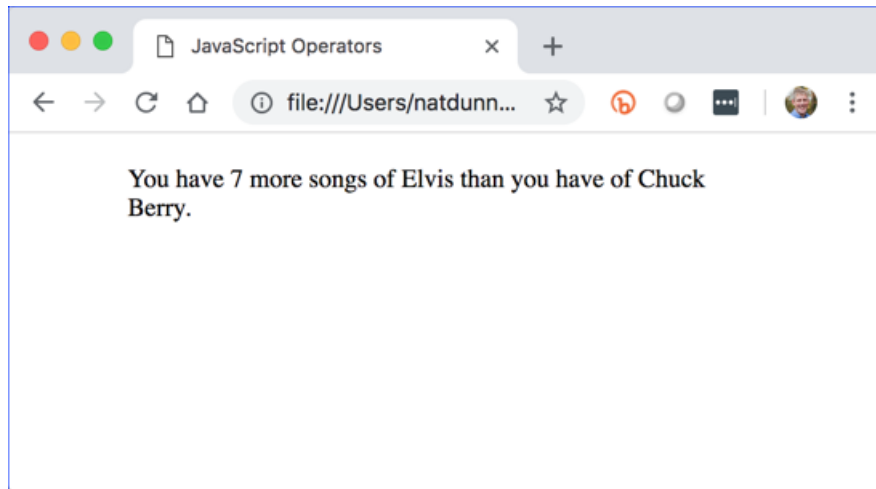 JavaScript Operators
file:///Users/natdunn...
You have 7 more songs of Elvis than you have of Chuck
Berry.